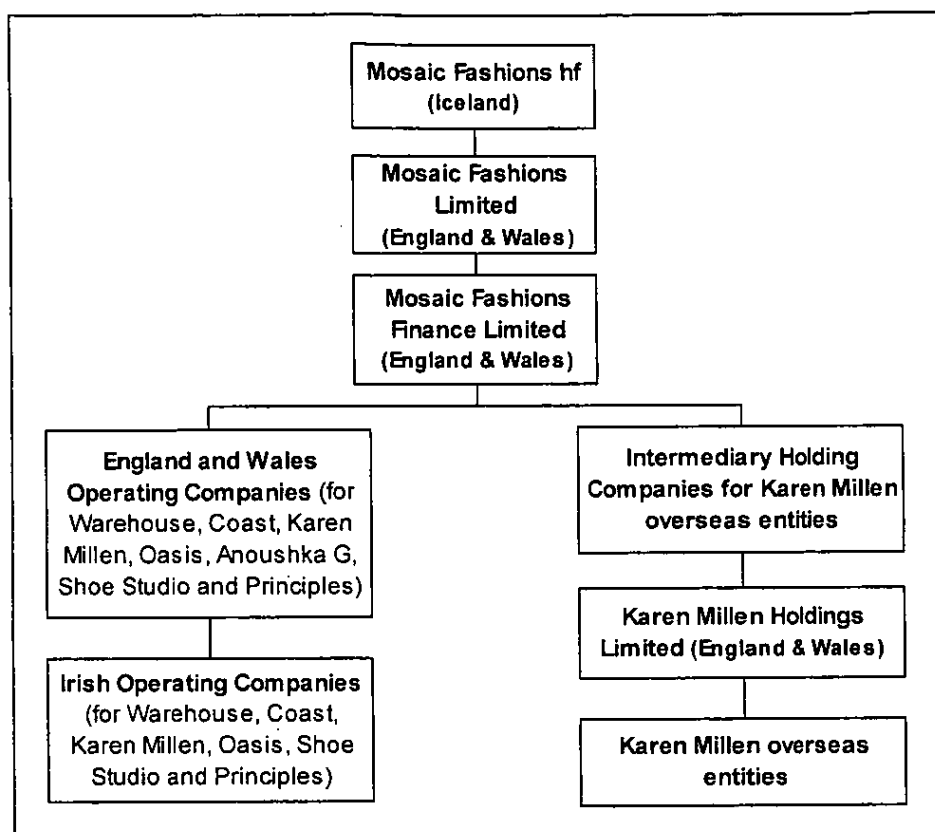 Mosaic Fashions hf
(Iceland)
Mosaic Fashions
Limited
(England & Wales)
Mosaic Fashions
Finance Limited
(England & Wales)
England and Wales
Operating Companies (for
Warehouse, Coast, Karen
Millen, Oasis, Anoushka G,
Shoe Studio and Principles)
Irish Operating Companies
(for Warehouse, Coast,
Karen Millen, Oasis, Shoe
Studio and Principles)
Intermediary Holding
Companies for Karen Millen
overseas entities
Karen Millen Holdings
Limited (England & Wales)
Karen Millen overseas
entities